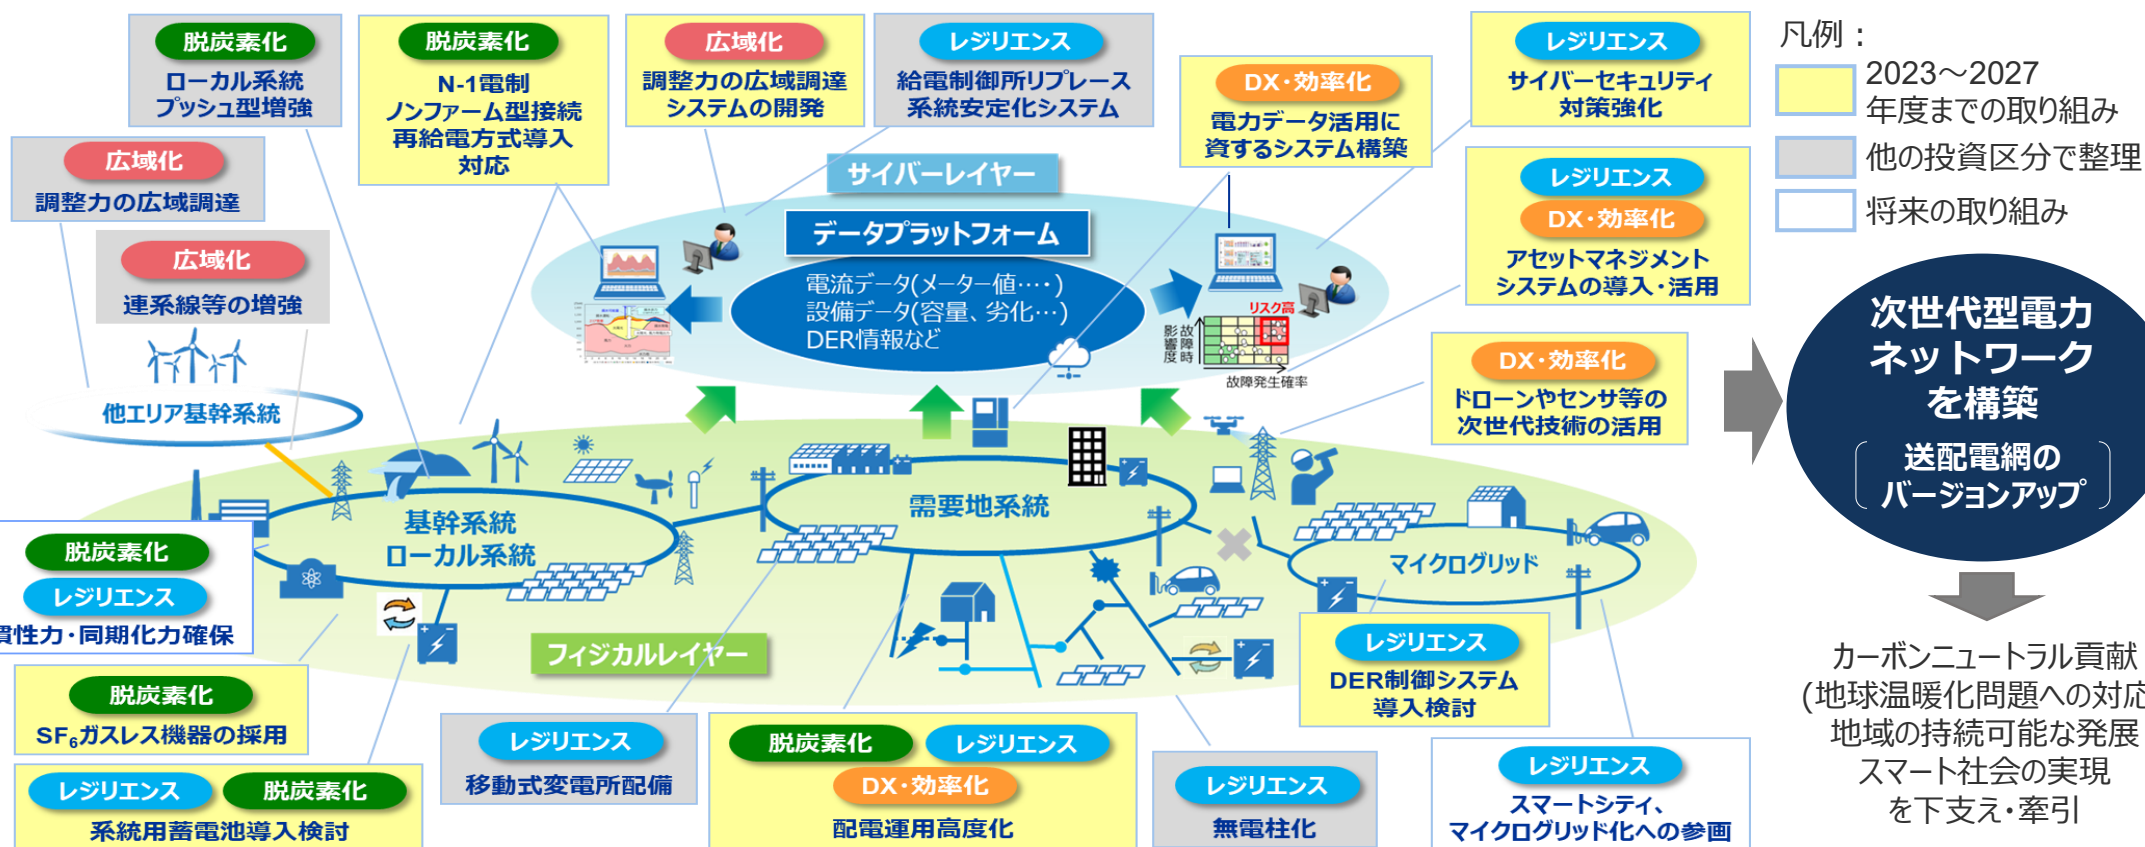 脱炭素化
ローカル系統
プッシュ型増強
脱炭素化
N-1電制
ノンファーム型接続
再給電方式導入
対応
広域化
調整力の広域調達
システムの開発
レジリエンス
給電制御所リプレース
系統安定化システム
DX・効率化
電力データ活用に
資するシステム構築
レジリエンス
サイバーセキュリティ
対策強化
凡例：
2023～2027
年度までの取り組み
他の投資区分で整理
将来の取り組み
広域化
調整力の広域調達
広域化
連系線等の増強
サイバーレイヤー
データプラットフォーム
電流データ(メーター値…・)
設備データ(容量、劣化…)
DER情報など
リスク高
故障時
影響度
故障発生確率
レジリエンス
DX・効率化
アセットマネジメント
システムの導入・活用
DX・効率化
ドローンやセンサ等の
次世代技術の活用
次世代型電力
ネットワーク
を構築
送配電網の
バージョンアップ
他エリア基幹系統
基幹系統
ローカル系統
需要地系統
マイクログリッド
フィジカルレイヤー
脱炭素化
レジリエンス
慣性力・同期化力確保
脱炭素化
SF₆ガスレス機器の採用
レジリエンス
脱炭素化
系統用蓄電池導入検討
レジリエンス
移動式変電所配備
脱炭素化
レジリエンス
DX・効率化
配電運用高度化
レジリエンス
無電柱化
レジリエンス
DER制御システム
導入検討
レジリエンス
スマートシティ、
マイクログリッド化への参画
カーボンニュートラル貢献
(地球温暖化問題への対応
地域の持続可能な発展
スマート社会の実現
を下支え・牽引